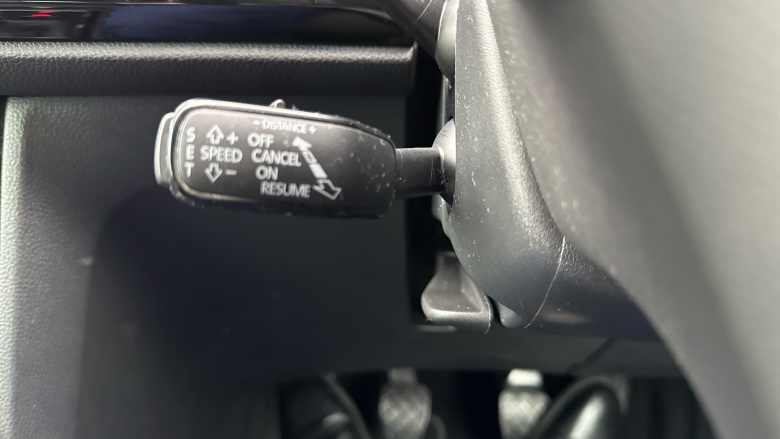 - DISTANCE +
S + OFF
E SPEED CANCEL
T - ON
RESUME